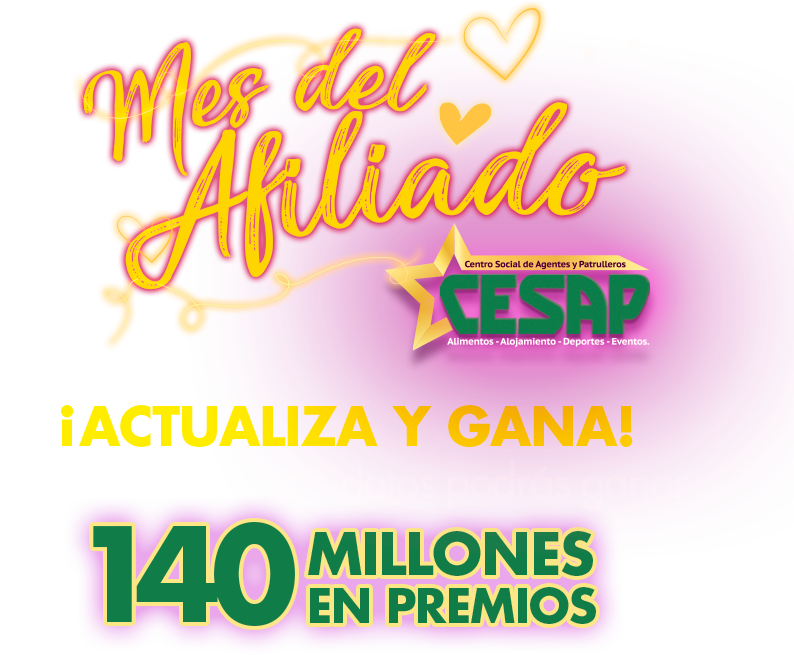 Mes del
Afiliado
Centro Social de Agentes y Patrulleros
CESAP
Alimentos - Alojamiento - Deportes - Eventos.
¡ACTUALIZA Y GANA!
podrás
140 MILLONES
EN PREMIOS